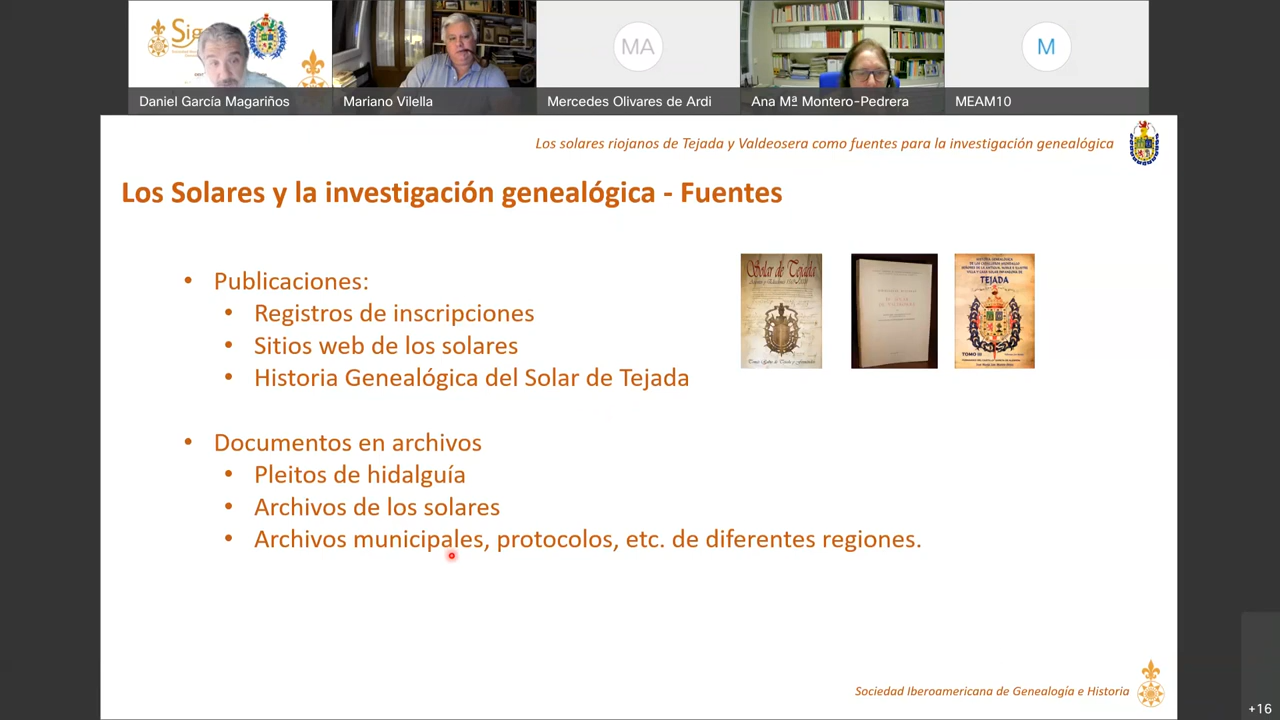 Sig
Daniel García Magariños
Mariano Vilella
MA
Mercedes Olivares de Ardi
Ana Mª Montero-Pedrera
M
MEAM10
Los solares riojanos de Tejada y Valdeosera como fuentes para la investigación genealógica
Los Solares y la investigación genealógica - Fuentes
• Publicaciones:
• Registros de inscripciones
• Sitios web de los solares
• Historia Genealógica del Solar de Tejada
Solar de Tejada
TEJADA
TOMO III
• Documentos en archivos
• Pleitos de hidalguía
• Archivos de los solares
• Archivos municipales, protocolos, etc. de diferentes regiones.
Sociedad Iberoamericana de Genealogía e Historia
+16